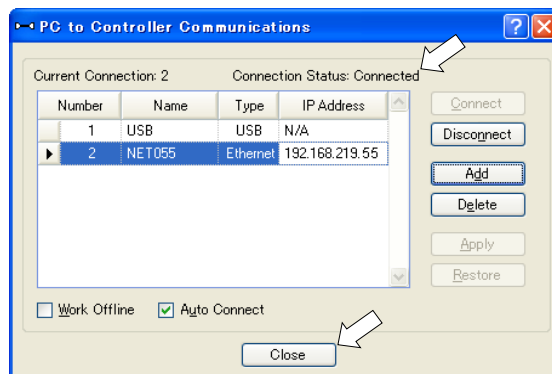 PC to Controller Communications
Current Connection: 2 Connection Status: Connected
Number Name Type IP Address
Connect
1 USB USB N/A
Disconnect
2 NET055 Ethernet 192.168.219.55
Add
Delete
Apply
Restore
Work Offline Auto Connect
Close